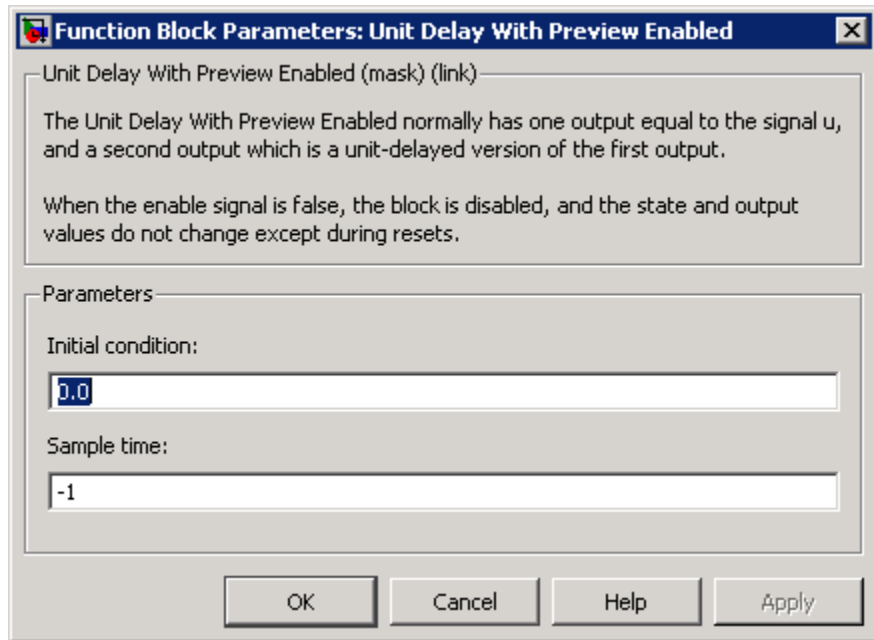 Function Block Parameters: Unit Delay With Preview Enabled
Unit Delay With Preview Enabled (mask) (link)
The Unit Delay With Preview Enabled normally has one output equal to the signal u,
and a second output which is a unit-delayed version of the first output.
When the enable signal is false, the block is disabled, and the state and output
values do not change except during resets.
Parameters
Initial condition:
0.0
Sample time:
-1
OK Cancel Help Apply